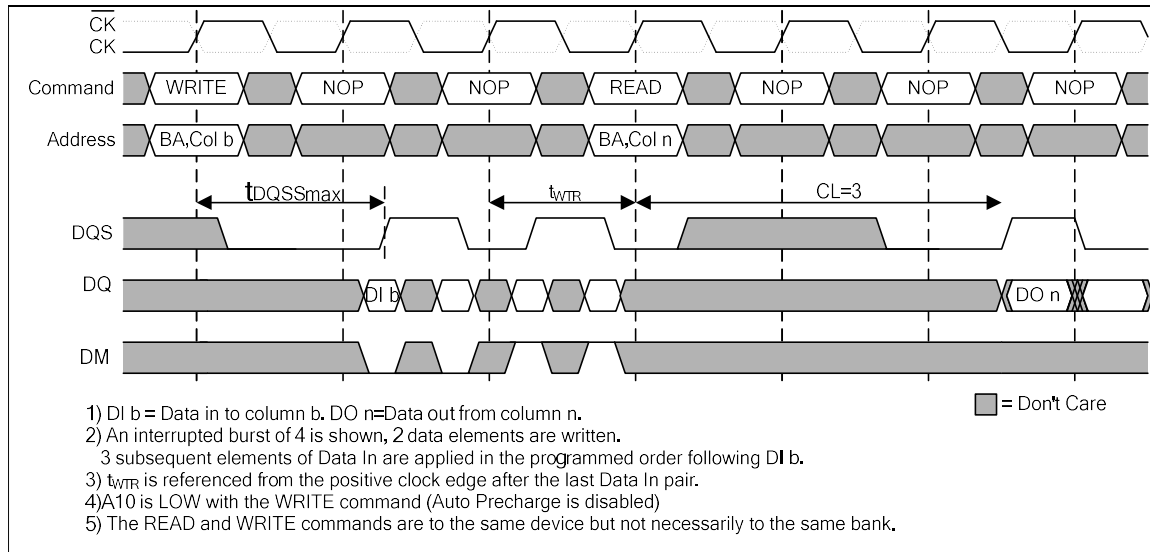 CK
CK
Command WRITE NOP NOP READ NOP NOP NOP
Address BA,Col b BA,Col n
tDQSSmax tWTR CL=3
DQS
DQ DI b DO n
DM
= Don't Care
1) DI b = Data in to column b. DO n=Data out from column n.
2) An interrupted burst of 4 is shown, 2 data elements are written.
3 subsequent elements of Data In are applied in the programmed order following DI b.
3) tWTR is referenced from the positive clock edge after the last Data In pair.
4)A10 is LOW with the WRITE command (Auto Precharge is disabled)
5) The READ and WRITE commands are to the same device but not necessarily to the same bank.